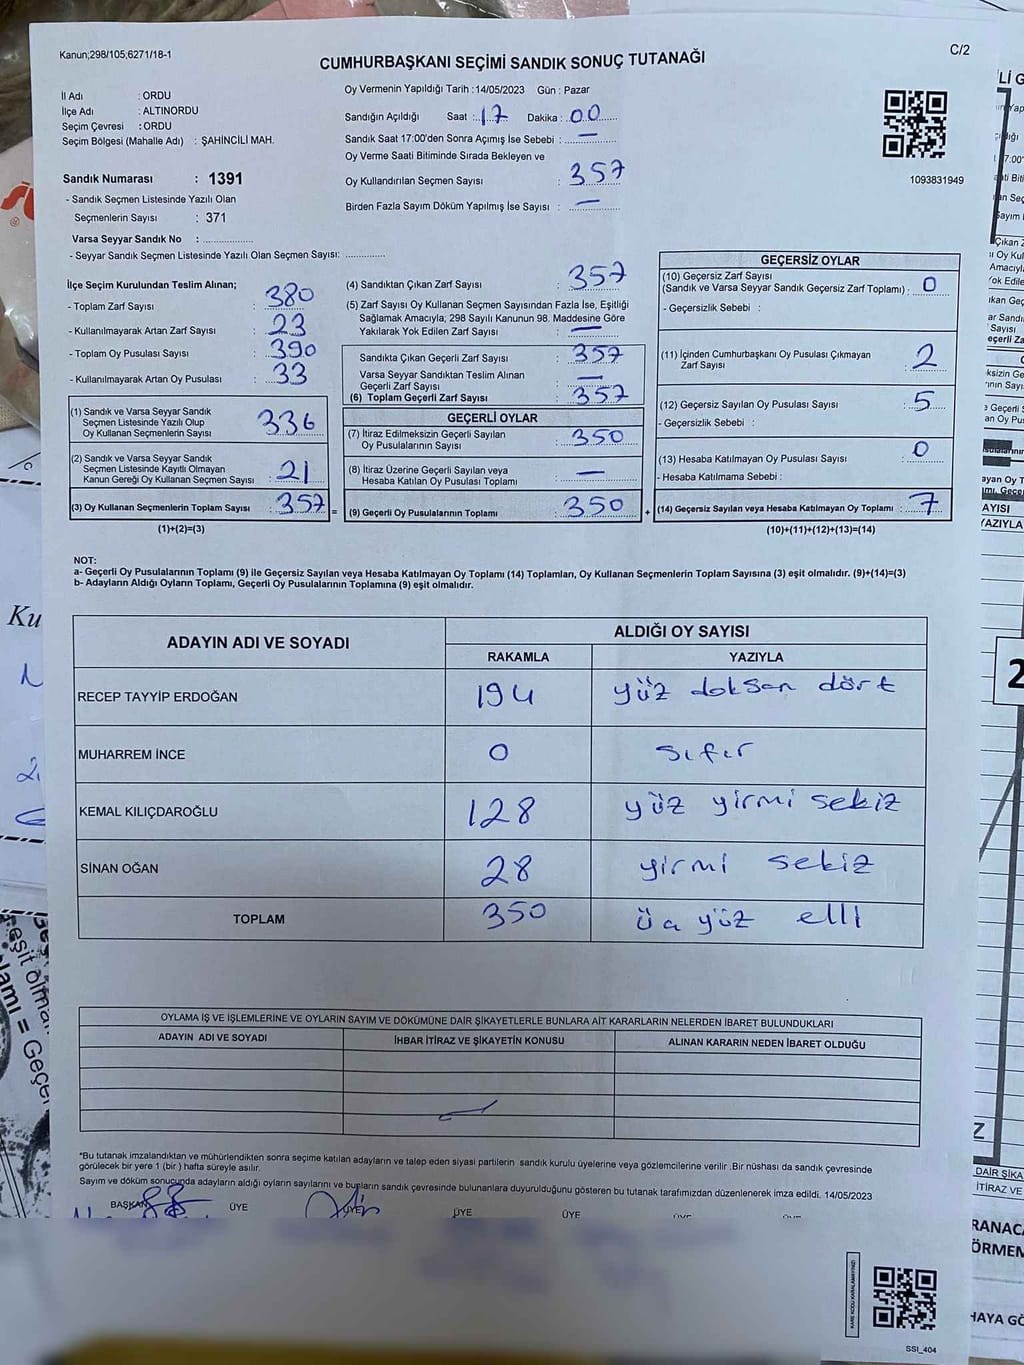 Kanun;298/105;6271/18-1
C/2
CUMHURBAŞKANI SEÇİMİ SANDIK SONUÇ TUTANAĞI
İl Adı : ORDU
İlçe Adı : ALTINORDU
Seçim Çevresi : ORDU
Seçim Bölgesi (Mahalle Adı) : ŞAHİNCİLİ MAH.
Sandık Numarası : 1391
- Sandık Seçmen Listesinde Yazılı Olan
Seçmenlerin Sayısı : 371
Varsa Seyyar Sandık No : ..................
- Seyyar Sandık Seçmen Listesinde Yazılı Olan Seçmen Sayısı: ..............
Oy Vermenin Yapıldığı Tarih : 14/05/2023 Gün : Pazar
Sandığın Açıldığı Saat : 17 Dakika : 00
Sandık Saat 17:00'den Sonra Açımış İse Sebebi : —
Oy Verme Saati Bitiminde Sırada Bekleyen ve
Oy Kullandırılan Seçmen Sayısı : 357
Birden Fazla Sayım Döküm Yapılmış İse Sayısı : —
1093831949
İlçe Seçim Kurulundan Teslim Alınan;
- Toplam Zarf Sayısı : 380
- Kullanılmayarak Artan Zarf Sayısı : 23
- Toplam Oy Pusulası Sayısı : 390
- Kullanılmayarak Artan Oy Pusulası : 33
(1) Sandık ve Varsa Seyyar Sandık
Seçmen Listesinde Yazılı Olup
Oy Kullanan Seçmenlerin Sayısı : 336
(2) Sandık ve Varsa Seyyar Sandık
Seçmen Listesinde Kayıtlı Olmayan
Kanun Gereği Oy Kullanan Seçmen Sayısı : 21
(3) Oy Kullanan Seçmenlerin Toplam Sayısı : 357 =
(1)+(2)=(3)
(4) Sandıktan Çıkan Zarf Sayısı : 357
(5) Zarf Sayısı Oy Kullanan Seçmen Sayısından Fazla İse, Eşitliği
Sağlamak Amacıyla; 298 Sayılı Kanunun 98. Maddesine Göre
Yakılarak Yok Edilen Zarf Sayısı : —
Sandıkta Çıkan Geçerli Zarf Sayısı : 357
Varsa Seyyar Sandıktan Teslim Alınan
Geçerli Zarf Sayısı : —
(6) Toplam Geçerli Zarf Sayısı : 357
GEÇERLİ OYLAR
(7) İtiraz Edilmeksizin Geçerli Sayılan
Oy Pusulalarının Sayısı : 350
(8) İtiraz Üzerine Geçerli Sayılan veya
Hesaba Katılan Oy Pusulası Toplamı : —
(9) Geçerli Oy Pusulalarının Toplamı : 350 +
GEÇERSİZ OYLAR
(10) Geçersiz Zarf Sayısı
(Sandık ve Varsa Seyyar Sandık Geçersiz Zarf Toplamı) : 0
- Geçersizlik Sebebi :
(11) İçinden Cumhurbaşkanı Oy Pusulası Çıkmayan
Zarf Sayısı : 2
(12) Geçersiz Sayılan Oy Pusulası Sayısı : 5
- Geçersizlik Sebebi :
(13) Hesaba Katılmayan Oy Pusulası Sayısı : 0
- Hesaba Katılmama Sebebi :
(14) Geçersiz Sayılan veya Hesaba Katılmayan Oy Toplamı : 7
(10)+(11)+(12)+(13)=(14)
NOT:
a- Geçerli Oy Pusulalarının Toplamı (9) ile Geçersiz Sayılan veya Hesaba Katılmayan Oy Toplamı (14) Toplamları, Oy Kullanan Seçmenlerin Toplam Sayısına (3) eşit olmalıdır. (9)+(14)=(3)
b- Adayların Aldığı Oyların Toplamı, Geçerli Oy Pusulalarının Toplamına (9) eşit olmalıdır.
ADAYIN ADI VE SOYADI ALDIĞI OY SAYISI
RAKAMLA YAZIYLA
RECEP TAYYİP ERDOĞAN 194 yüz doksan dört
MUHARREM İNCE 0 sıfır
KEMAL KILIÇDAROĞLU 128 yüz yirmi sekiz
SİNAN OĞAN 28 yirmi sekiz
TOPLAM 350 üç yüz elli
OYLAMA İŞ VE İŞLEMLERİNE VE OYLARIN SAYIM VE DÖKÜMÜNE DAİR ŞİKAYETLERLE BUNLARA AİT KARARLARIN NELERDEN İBARET BULUNDUKLARI
ADAYIN ADI VE SOYADI İHBAR İTİRAZ VE ŞİKAYETİN KONUSU ALINAN KARARIN NEDEN İBARET OLDUĞU
*Bu tutanak imzalandıktan ve mühürlendikten sonra seçime katılan adayların ve talep eden siyasi partilerin sandık kurulu üyelerine veya gözlemcilerine verilir .Bir nüshası da sandık çevresinde
görülecek bir yere 1 (bir ) hafta süreyle asılır.
Sayım ve döküm sonucunda adayların aldığı oyların sayılarını ve bunların sandık çevresinde bulunanlara duyurulduğunu gösteren bu tutanak tarafımızdan düzenlenerek imza edildi. 14/05/2023
BAŞKAN ÜYE ÜYE ÜYE ÜYE
KARE KODU KARALAMAYINIZ!
SSI_404